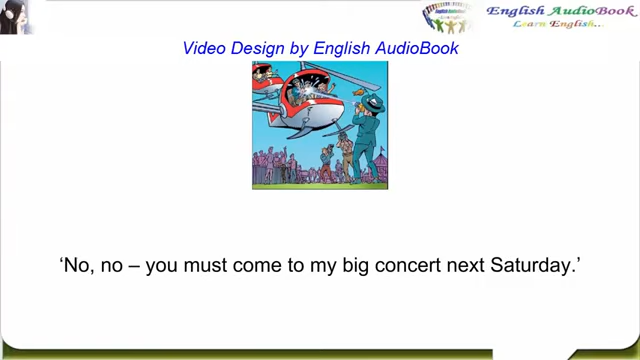 English AudioBook
Learn English...
Video Design by English AudioBook
‘No, no – you must come to my big concert next Saturday.’